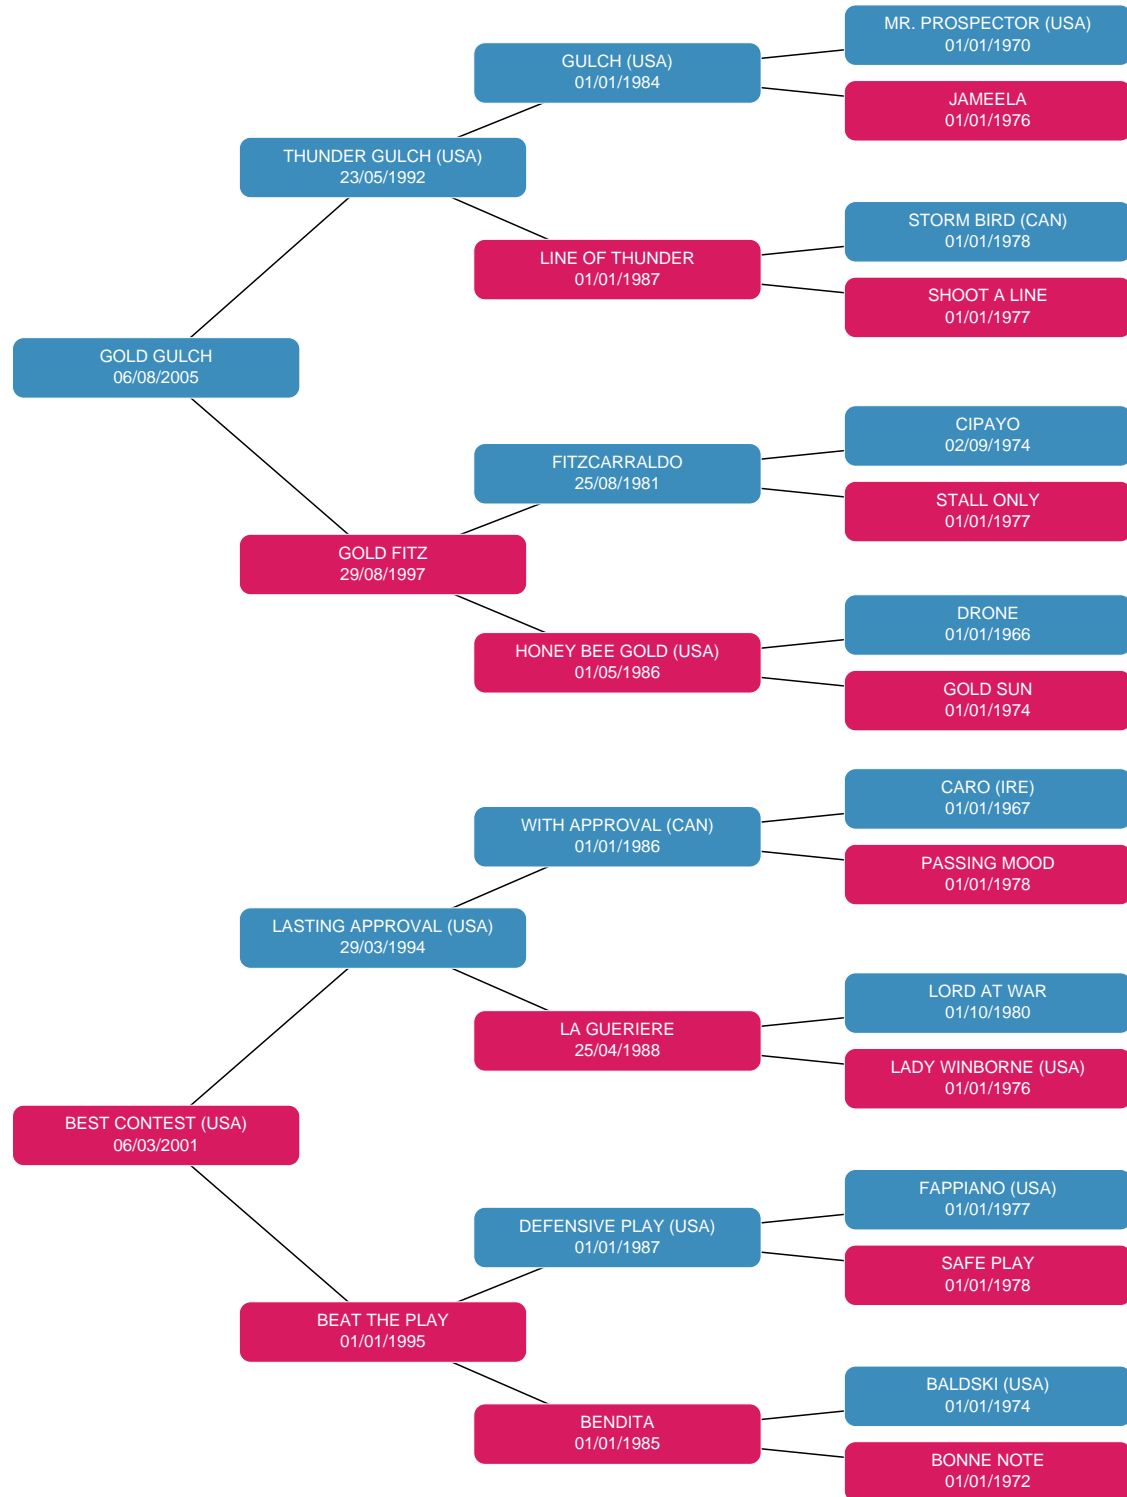 MR. PROSPECTOR (USA)
01/01/1970
GULCH (USA)
01/01/1984
JAMEELA
01/01/1976
THUNDER GULCH (USA)
23/05/1992
STORM BIRD (CAN)
01/01/1978
LINE OF THUNDER
01/01/1987
SHOOT A LINE
01/01/1977
GOLD GULCH
06/08/2005
CIPAYO
02/09/1974
FITZCARRALDO
25/08/1981
STALL ONLY
01/01/1977
GOLD FITZ
29/08/1997
DRONE
01/01/1966
HONEY BEE GOLD (USA)
01/05/1986
GOLD SUN
01/01/1974
CARO (IRE)
01/01/1967
WITH APPROVAL (CAN)
01/01/1986
PASSING MOOD
01/01/1978
LASTING APPROVAL (USA)
29/03/1994
LORD AT WAR
01/10/1980
LA GUERIERE
25/04/1988
LADY WINBORNE (USA)
01/01/1976
BEST CONTEST (USA)
06/03/2001
FAPPIANO (USA)
01/01/1977
DEFENSIVE PLAY (USA)
01/01/1987
SAFE PLAY
01/01/1978
BEAT THE PLAY
01/01/1995
BALDSKI (USA)
01/01/1974
BENDITA
01/01/1985
BONNE NOTE
01/01/1972